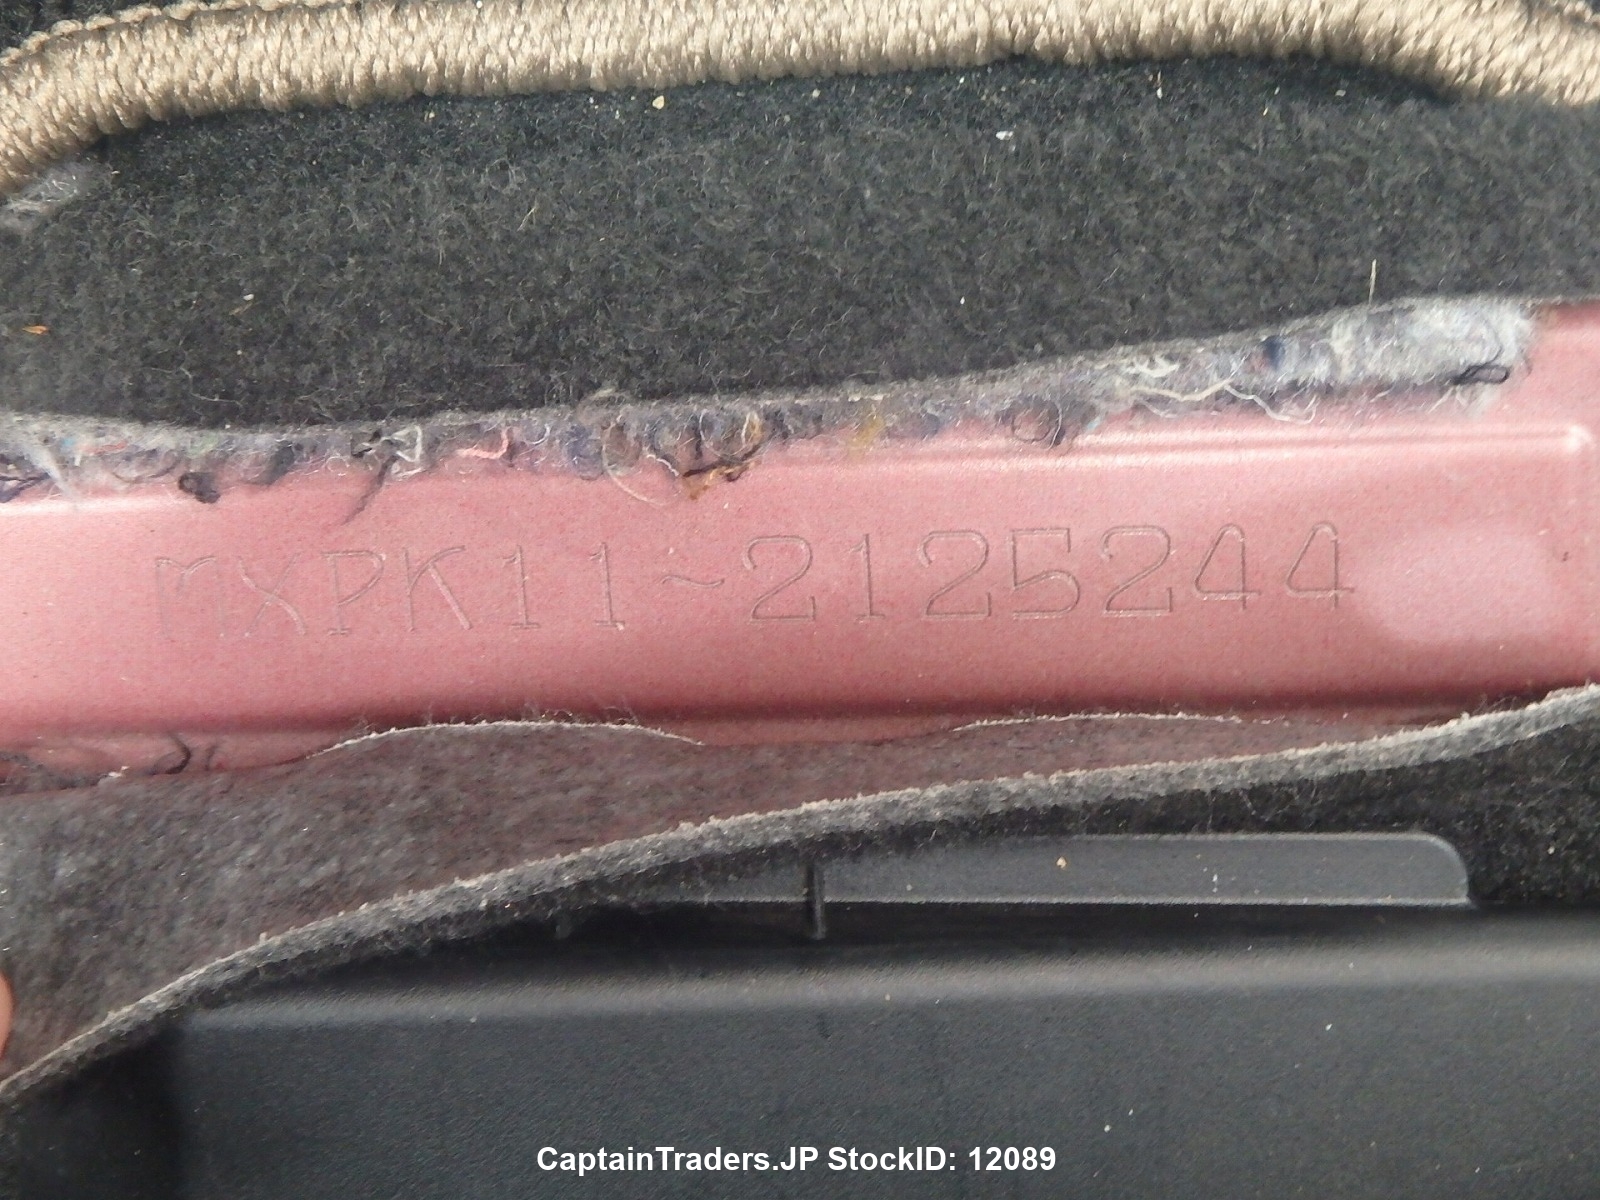 MXPK11~2125244
CaptainTraders.JP StockID: 12089